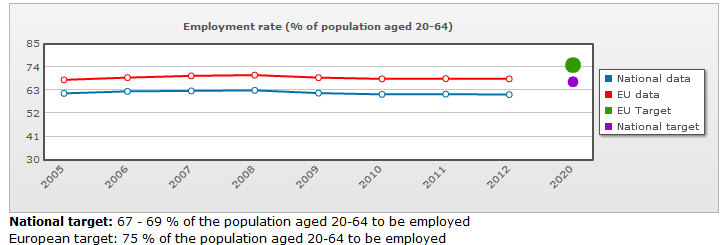 Employment rate (% of population aged 20-64)
85
74
63
52
41
30
2005 2006 2007 2008 2009 2010 2011 2012 2020
National data
EU data
EU Target
National target
National target: 67 - 69 % of the population aged 20-64 to be employed
European target: 75 % of the population aged 20-64 to be employed